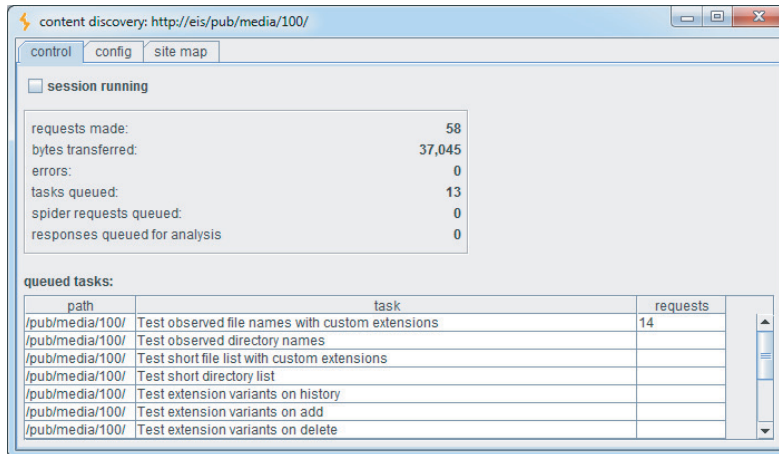 content discovery: http://eis/pub/media/100/
control config site map
session running
requests made: 58
bytes transferred: 37,045
errors: 0
tasks queued: 13
spider requests queued: 0
responses queued for analysis 0
queued tasks:
path task requests
/pub/media/100/ Test observed file names with custom extensions 14
/pub/media/100/ Test observed directory names
/pub/media/100/ Test short file list with custom extensions
/pub/media/100/ Test short directory list
/pub/media/100/ Test extension variants on history
/pub/media/100/ Test extension variants on add
/pub/media/100/ Test extension variants on delete